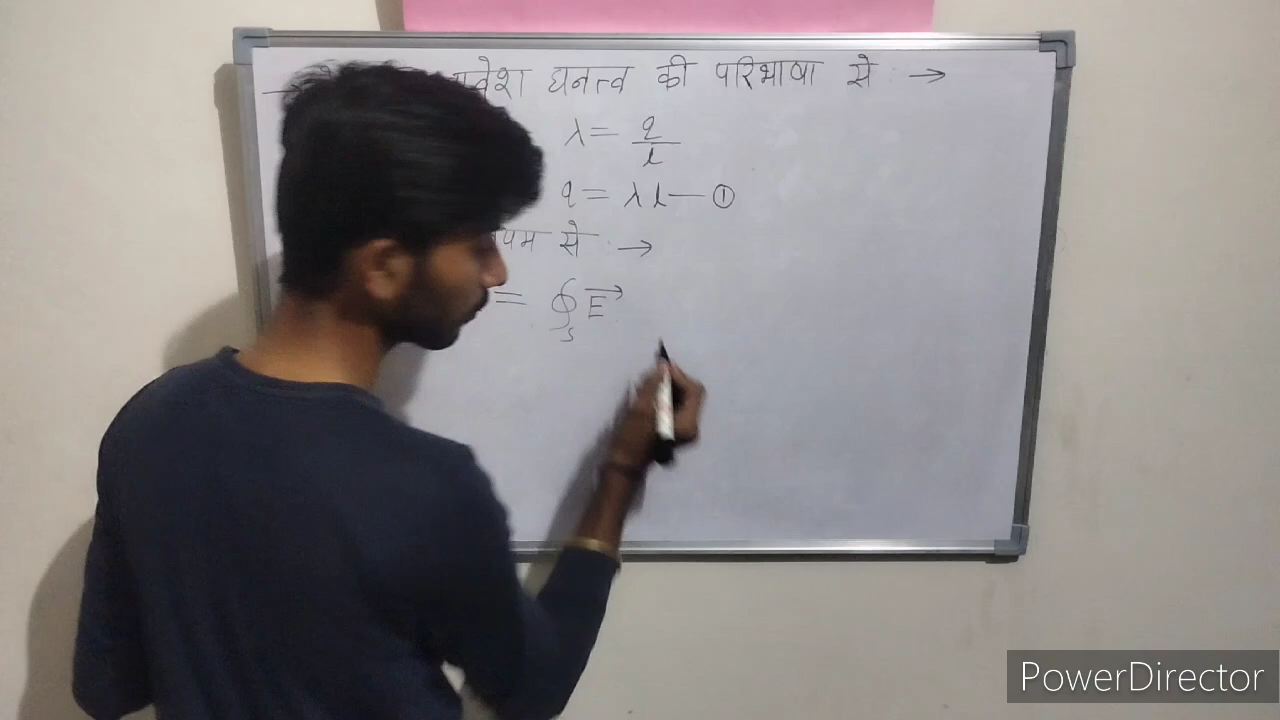 घनत्व की परिभाषा से →
λ = q/l
q = λl — ①
से →
= ∮s E→
PowerDirector